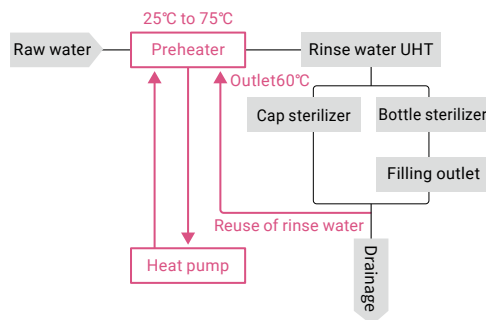 25℃ to 75℃
Raw water
Preheater
Rinse water UHT
Outlet60℃
Cap sterilizer
Bottle sterilizer
Filling outlet
Reuse of rinse water
Heat pump
Drainage